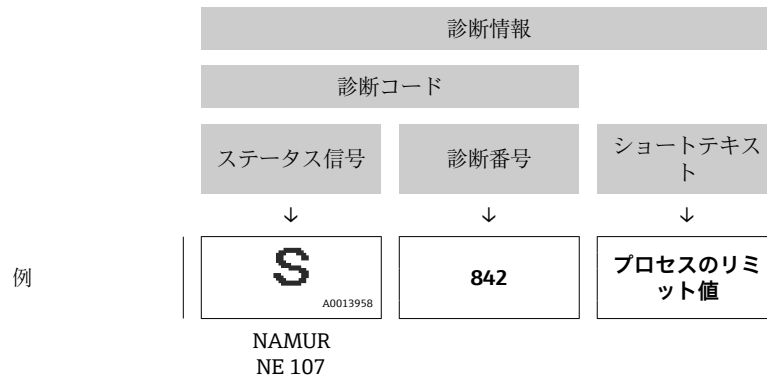 診断情報
診断コード
ステータス信号
診断番号
ショートテキス
ト
↓
↓
↓
例
S
A0013958
842
プロセスのリミ
ット値
NAMUR
NE 107